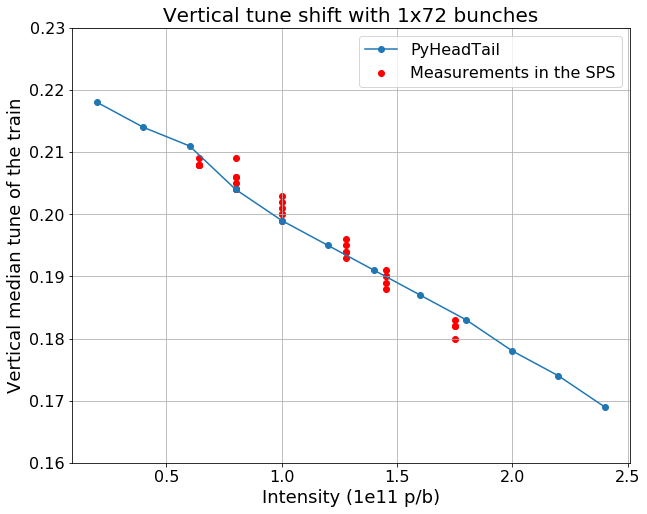 Vertical tune shift with 1x72 bunches
PyHeadTail
Measurements in the SPS
Vertical median tune of the train
0.23
0.22
0.21
0.20
0.19
0.18
0.17
0.16
0.5
1.0
1.5
2.0
2.5
Intensity (1e11 p/b)